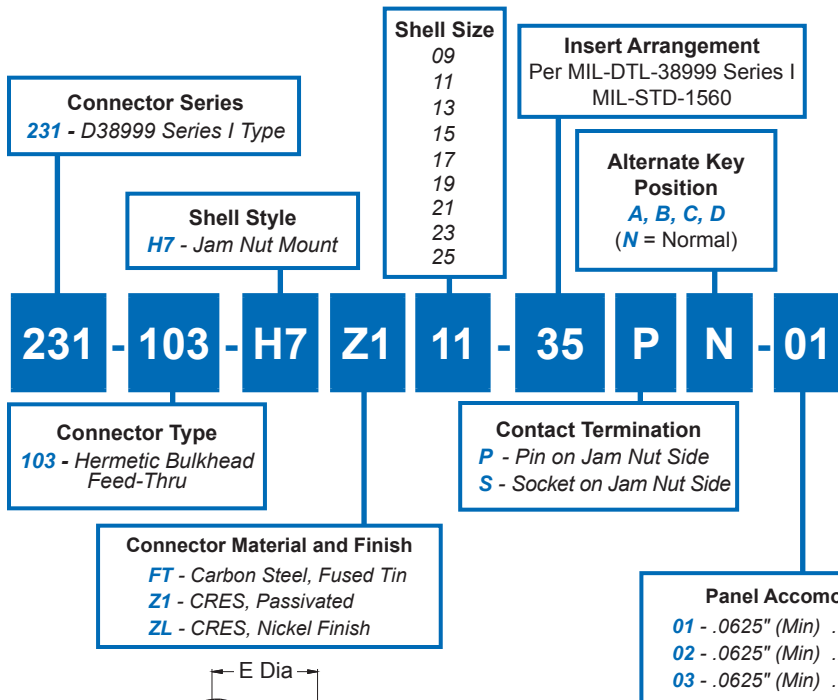 Shell Size
09
11
13
15
17
19
21
23
25
Insert Arrangement
Per MIL-DTL-38999 Series I
MIL-STD-1560
Connector Series
231 - D38999 Series I Type
Alternate Key
Position
A, B, C, D
(N = Normal)
Shell Style
H7 - Jam Nut Mount
231 - 103 - H7 Z1 11 - 35 P N - 01
Connector Type
103 - Hermetic Bulkhead
Feed-Thru
Contact Termination
P - Pin on Jam Nut Side
S - Socket on Jam Nut Side
Connector Material and Finish
FT - Carbon Steel, Fused Tin
Z1 - CRES, Passivated
ZL - CRES, Nickel Finish
Panel Accomo
01 - .0625" (Min) .
02 - .0625" (Min) .
03 - .0625" (Min) .
E Dia